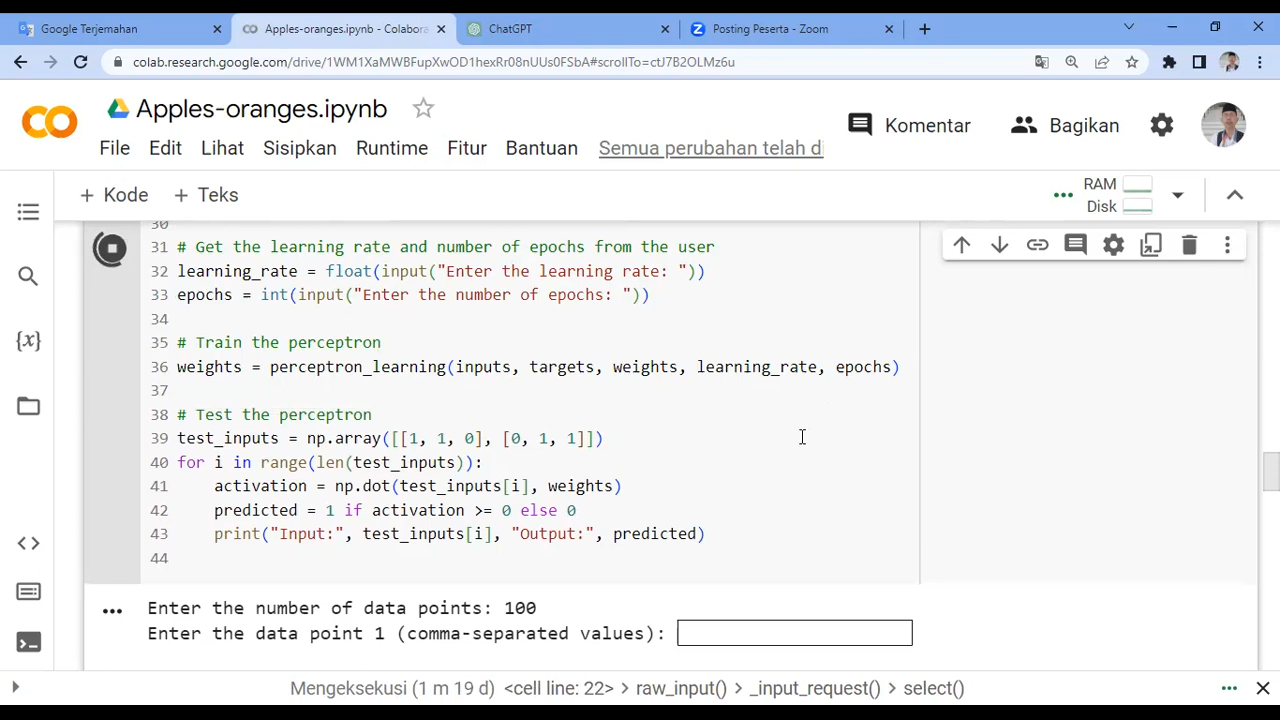 Google Terjemahan
Apples-oranges.ipynb - Colabora
ChatGPT
Posting Peserta - Zoom
colab.research.google.com/drive/1WM1XaMWBFupXwOD1hexRr08nUUs0FSbA#scrollTo=ctJ7B2OLMz6u
Apples-oranges.ipynb
Komentar
Bagikan
File Edit Lihat Sisipkan Runtime Fitur Bantuan Semua perubahan telah di
+ Kode + Teks
RAM
Disk
30
31 # Get the learning rate and number of epochs from the user
32 learning_rate = float(input("Enter the learning rate: "))
33 epochs = int(input("Enter the number of epochs: "))
34
35 # Train the perceptron
36 weights = perceptron_learning(inputs, targets, weights, learning_rate, epochs)
37
38 # Test the perceptron
39 test_inputs = np.array([[1, 1, 0], [0, 1, 1]])
40 for i in range(len(test_inputs)):
41 activation = np.dot(test_inputs[i], weights)
42 predicted = 1 if activation >= 0 else 0
43 print("Input:", test_inputs[i], "Output:", predicted)
44
Enter the number of data points: 100
Enter the data point 1 (comma-separated values):
Mengeksekusi (1 m 19 d) <cell line: 22> raw_input() _input_request() select()